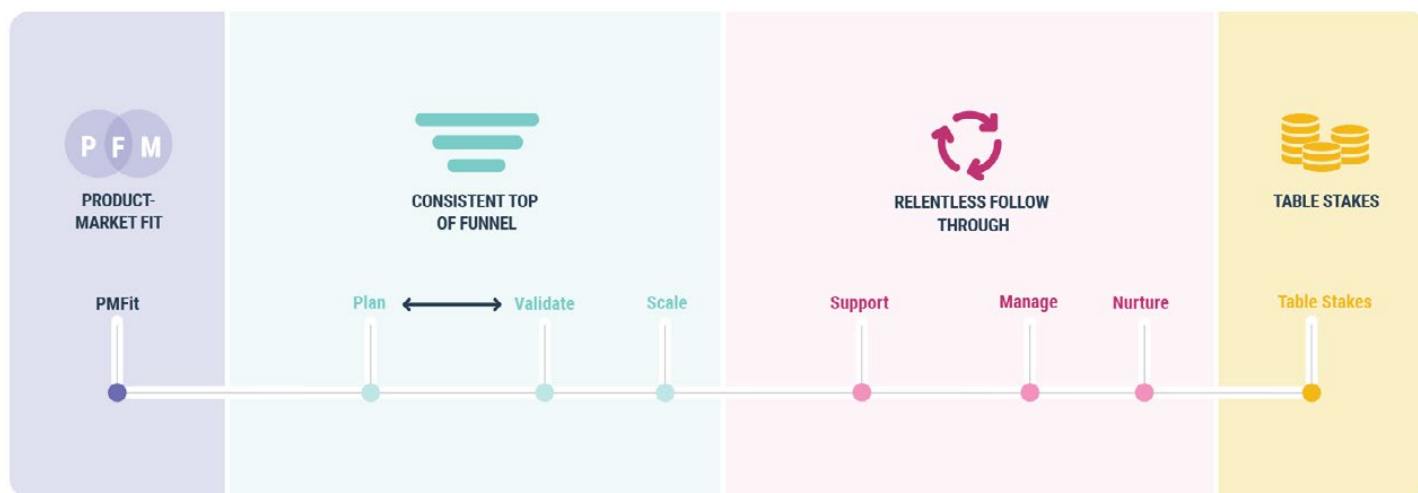 P F M
PRODUCT-
MARKET FIT
CONSISTENT TOP
OF FUNNEL
RELENTLESS FOLLOW
THROUGH
TABLE STAKES
PMFit
Plan
Validate
Scale
Support
Manage
Nurture
Table Stakes